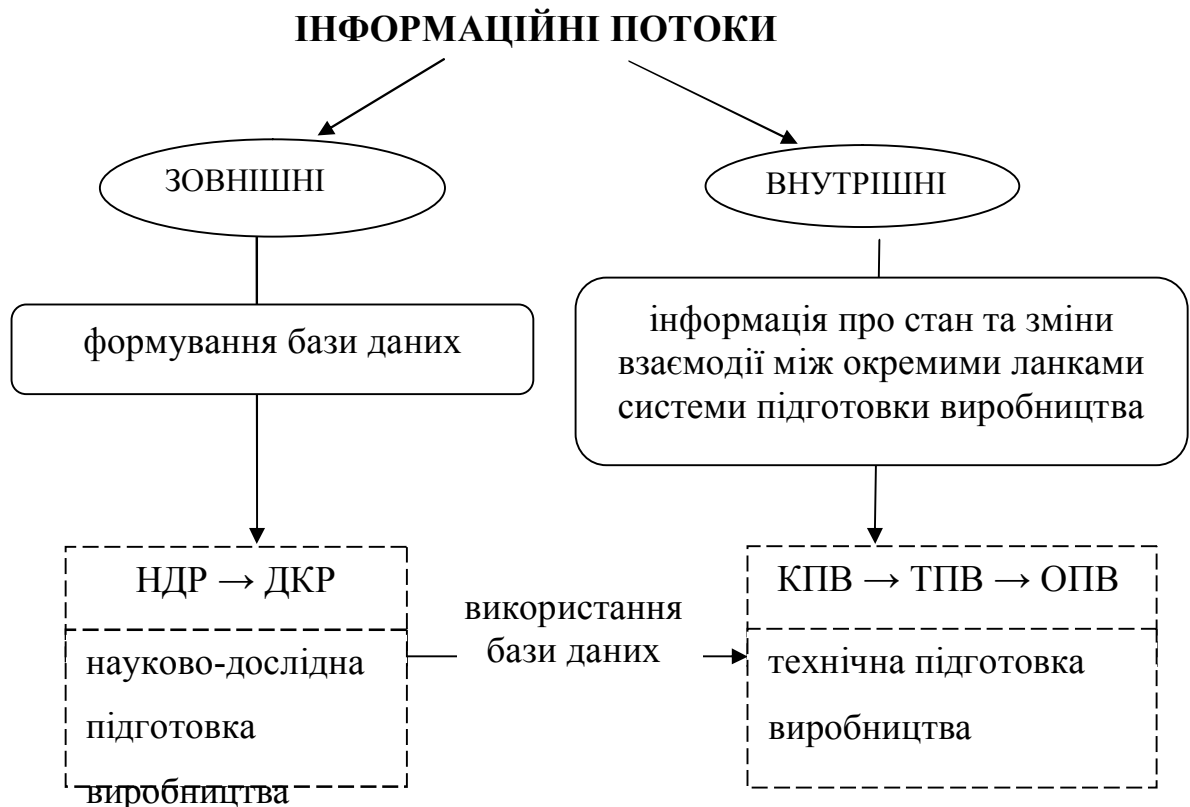 ІНФОРМАЦІЙНІ ПОТОКИ
ЗОВНІШНІ
ВНУТРІШНІ
формування бази даних
інформація про стан та зміни
взаємодії між окремими ланками
системи підготовки виробництва
НДР → ДКР
науково-дослідна
підготовка
виробництва
використання
бази даних
КПВ → ТПВ → ОПВ
технічна підготовка
виробництва